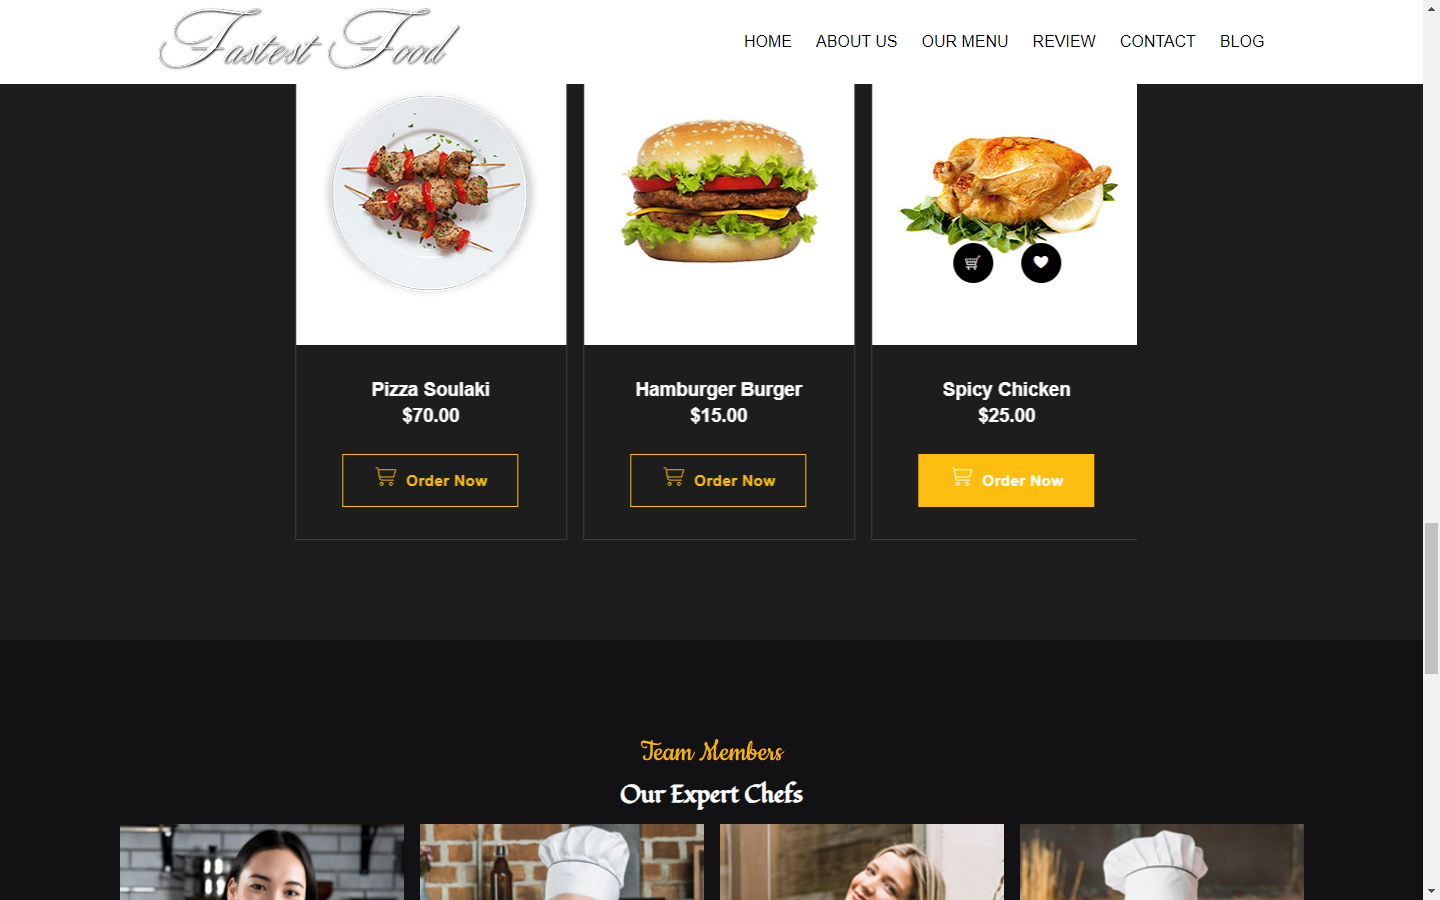 Fastest Food
HOME ABOUT US OUR MENU REVIEW CONTACT BLOG
Pizza Soulaki
$70.00
Order Now
Hamburger Burger
$15.00
Order Now
Spicy Chicken
$25.00
Order Now
Team Members
Our Expert Chefs